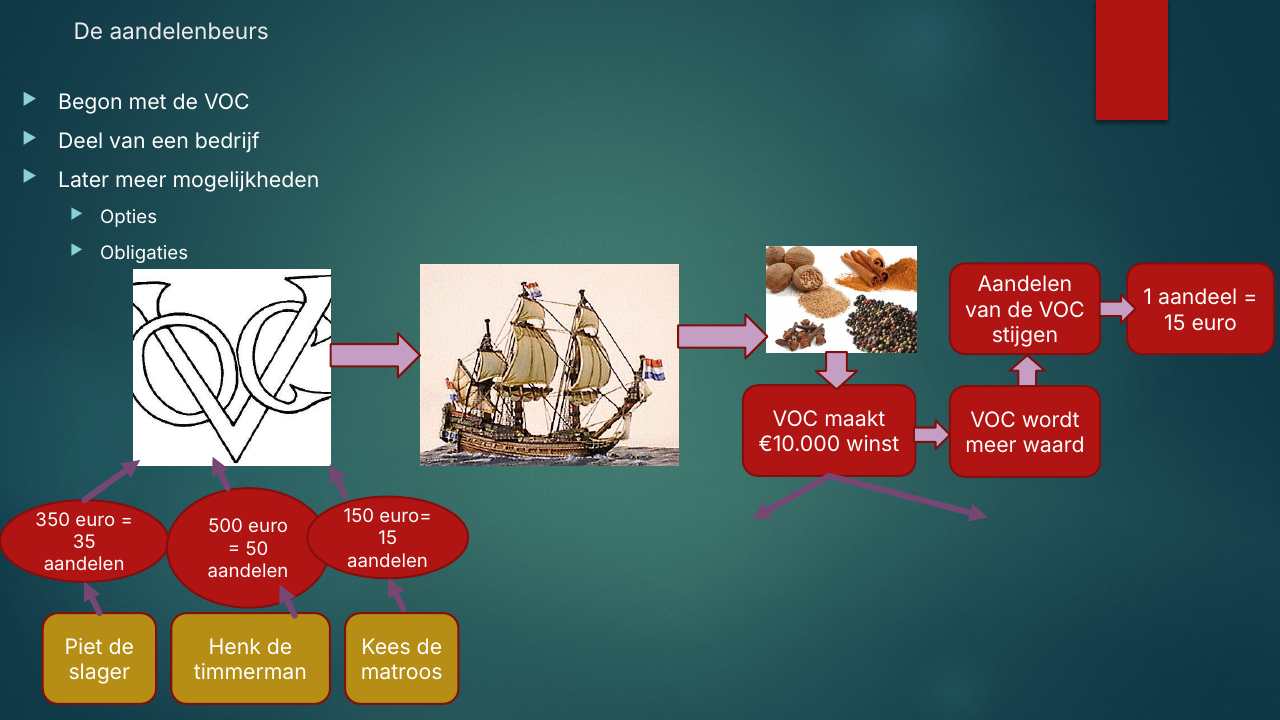 De aandelenbeurs
Begon met de VOC
Deel van een bedrijf
Later meer mogelijkheden
Opties
Obligaties
VOC
Aandelen
van de VOC
stijgen
1 aandeel =
15 euro
VOC maakt
€10.000 winst
VOC wordt
meer waard
350 euro =
35
aandelen
500 euro
= 50
aandelen
150 euro=
15
aandelen
Piet de
slager
Henk de
timmerman
Kees de
matroos